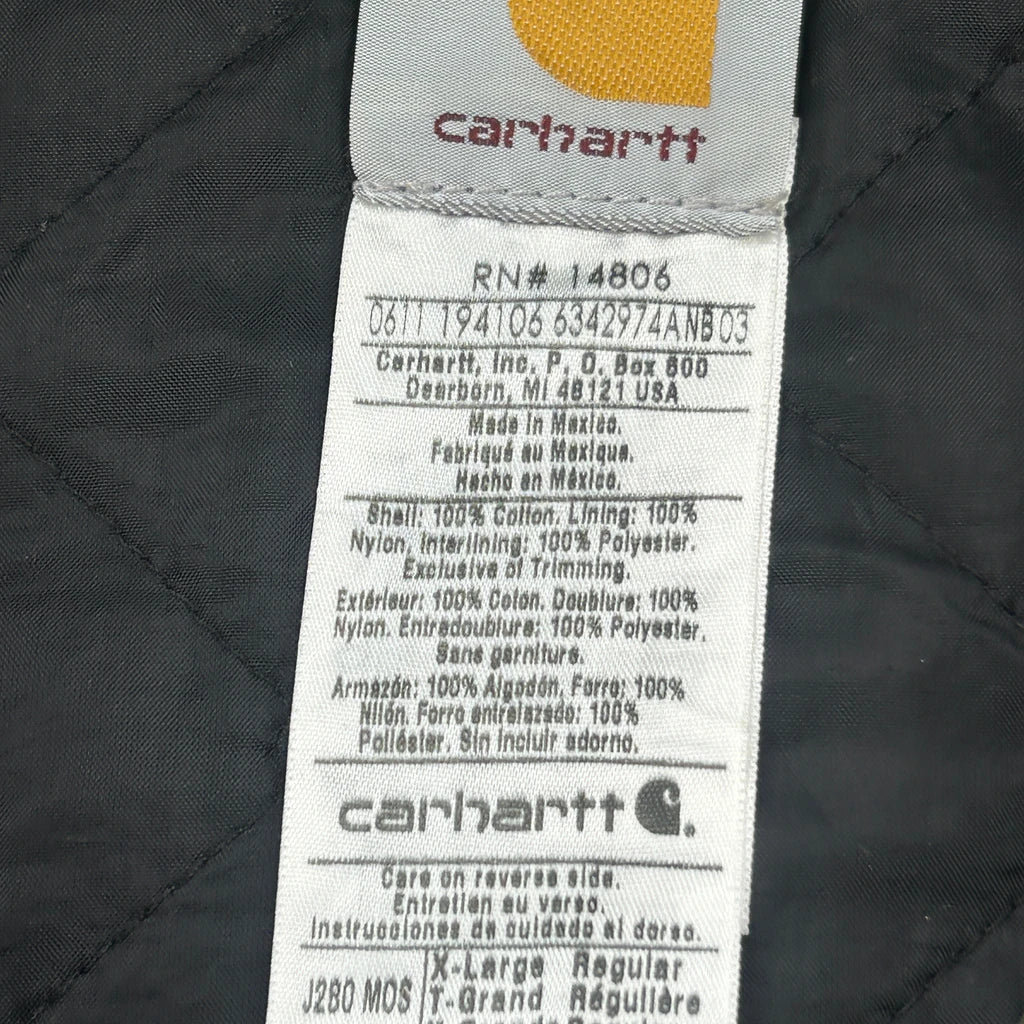 carhartt
RN# 14806
0611 194106 6342974ANB03
Carhartt, Inc. P. O. Box 600
Dearborn, MI 48121 USA
Made in Mexico.
Fabriqué au Mexique.
Hecho en México.
Shell: 100% Cotton. Lining: 100%
Nylon. Interlining: 100% Polyester.
Exclusive of Trimming.
Extérieur: 100% Coton. Doublure: 100%
Nylon. Entredoublure: 100% Polyester.
Sans garniture.
Armazón: 100% Algodón. Forro: 100%
Nilón. Forro entrelazado: 100%
Poliéster. Sin incluir adorno.
carhartt
Care on reverse side.
Entretien au verso.
Instrucciones de cuidado al dorso.
J280 MOS X-Large Regular
T-Grand Régulière